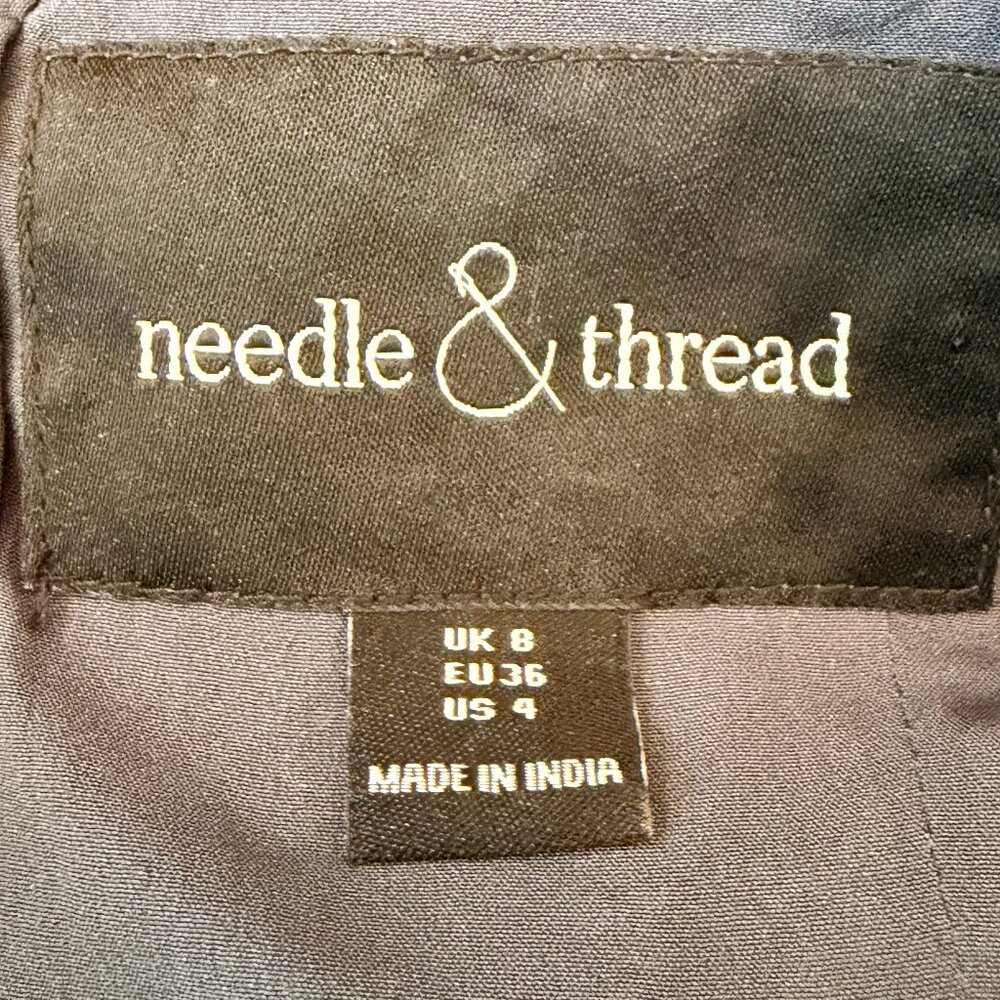 needle & thread
UK 8
EU 36
US 4
MADE IN INDIA